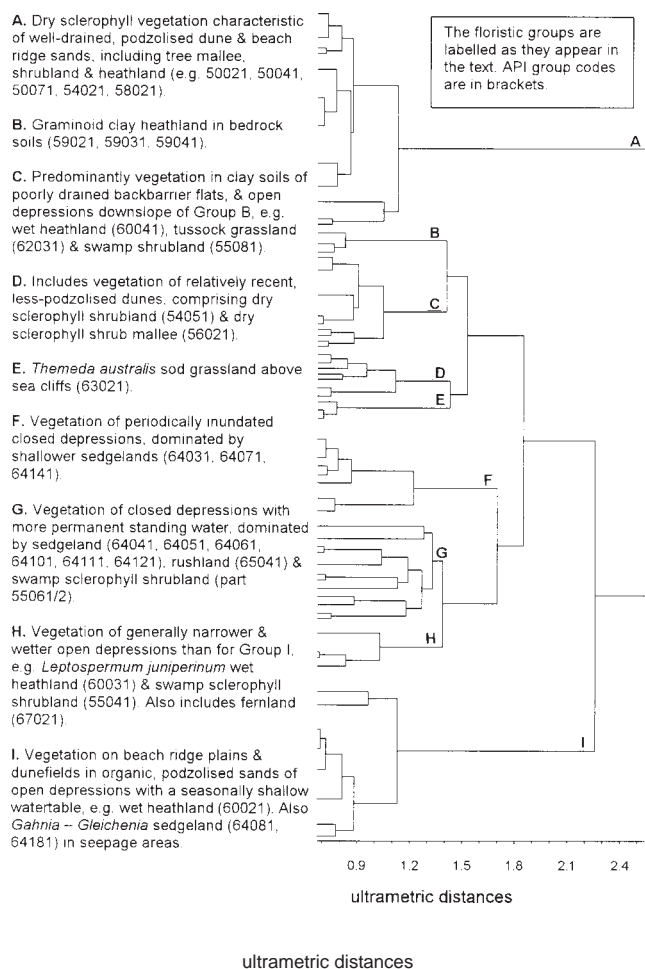 A. Dry sclerophyll vegetation characteristic
of well-drained, podzolised dune & beach
ridge sands, including tree mallee,
shrubland & heathland (e.g. 50021, 50041,
50071, 54021, 58021).
B. Graminoid clay heathland in bedrock
soils (59021, 59031, 59041).
C. Predominantly vegetation in clay soils of
poorly drained backbarrier flats, & open
depressions downslope of Group B, e.g.
wet heathland (60041), tussock grassland
(62031) & swamp shrubland (55081).
D. Includes vegetation of relatively recent,
less-podzolised dunes, comprising dry
sclerophyll shrubland (54051) & dry
sclerophyll shrub mallee (56021).
E. Themeda australis sod grassland above
sea cliffs (63021).
F. Vegetation of periodically inundated
closed depressions, dominated by
shallower sedgelands (64031, 64071,
64141).
G. Vegetation of closed depressions with
more permanent standing water, dominated
by sedgeland (64041, 64051, 64061,
64101, 64111, 64121), rushland (65041) &
swamp sclerophyll shrubland (part
55061/2).
H. Vegetation of generally narrower &
wetter open depressions than for Group I,
e.g. Leptospermum juniperinum wet
heathland (60031) & swamp sclerophyll
shrubland (55041). Also includes fernland
(67021).
I. Vegetation on beach ridge plains &
dunefields in organic, podzolised sands of
open depressions with a seasonally shallow
watertable, e.g. wet heathland (60021). Also
Gahnia – Gleichenia sedgeland (64081,
64181) in seepage areas.
The floristic groups are
labelled as they appear in
the text. API group codes
are in brackets.
A
B
C
D
E
F
G
H
I
0.9 1.2 1.5 1.8 2.1 2.4
ultrametric distances
ultrametric distances